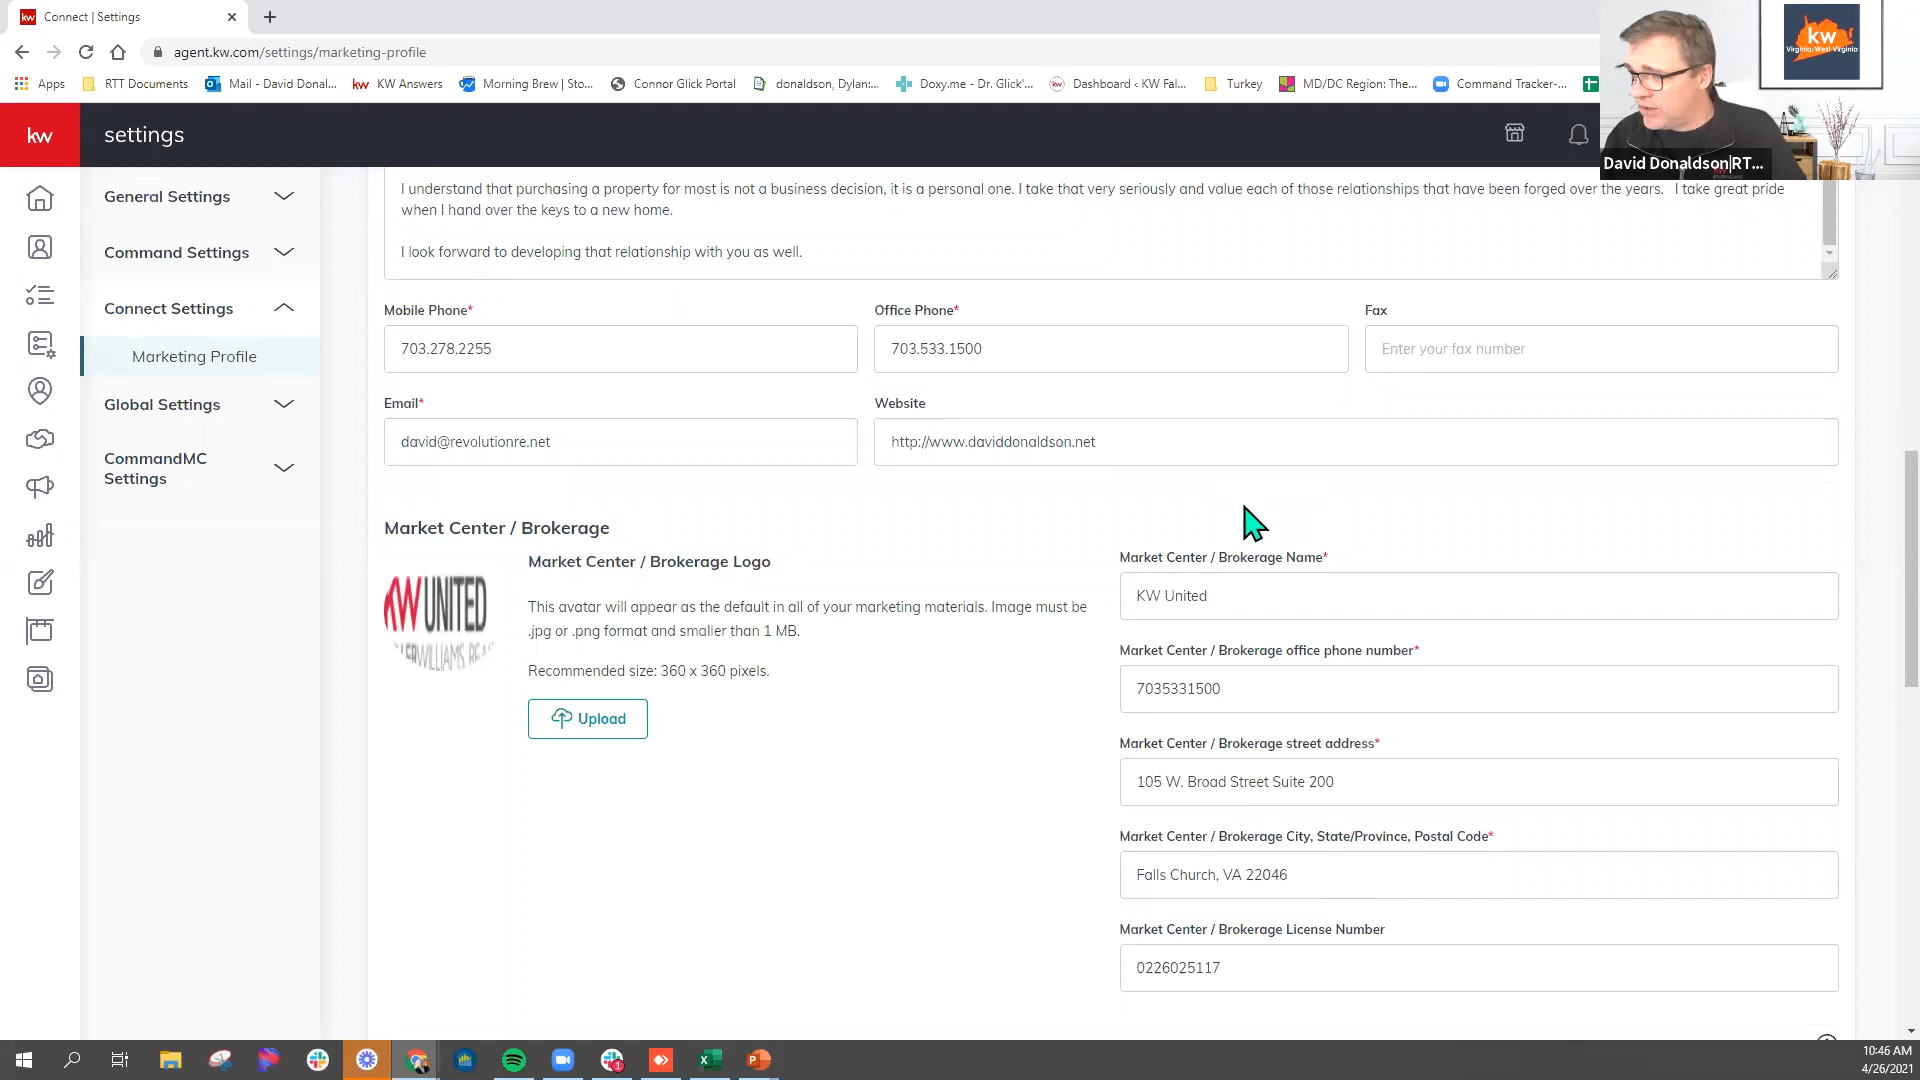 Connect | Settings
agent.kw.com/settings/marketing-profile
Apps
RTT Documents
Mail - David Donal...
KW Answers
Morning Brew | Sto...
Connor Glick Portal
donaldson, Dylan:...
Doxy.me - Dr. Glick'...
Dashboard ‹ KW Fal...
Turkey
MD/DC Region: The...
Command Tracker-...
kw
Virginia/West Virginia
David Donaldson|RT...
kw
settings
General Settings
Command Settings
Connect Settings
Marketing Profile
Global Settings
CommandMC
Settings
I understand that purchasing a property for most is not a business decision, it is a personal one. I take that very seriously and value each of those relationships that have been forged over the years.   I take great pride
when I hand over the keys to a new home.
I look forward to developing that relationship with you as well.
Mobile Phone*
703.278.2255
Office Phone*
703.533.1500
Fax
Enter your fax number
Email*
david@revolutionre.net
Website
http://www.daviddonaldson.net
Market Center / Brokerage
KWUNITED
Market Center / Brokerage Logo
This avatar will appear as the default in all of your marketing materials. Image must be
.jpg or .png format and smaller than 1 MB.
Recommended size: 360 x 360 pixels.
Upload
Market Center / Brokerage Name*
KW United
Market Center / Brokerage office phone number*
7035331500
Market Center / Brokerage street address*
105 W. Broad Street Suite 200
Market Center / Brokerage City, State/Province, Postal Code*
Falls Church, VA 22046
Market Center / Brokerage License Number
0226025117
10:46 AM
4/26/2021